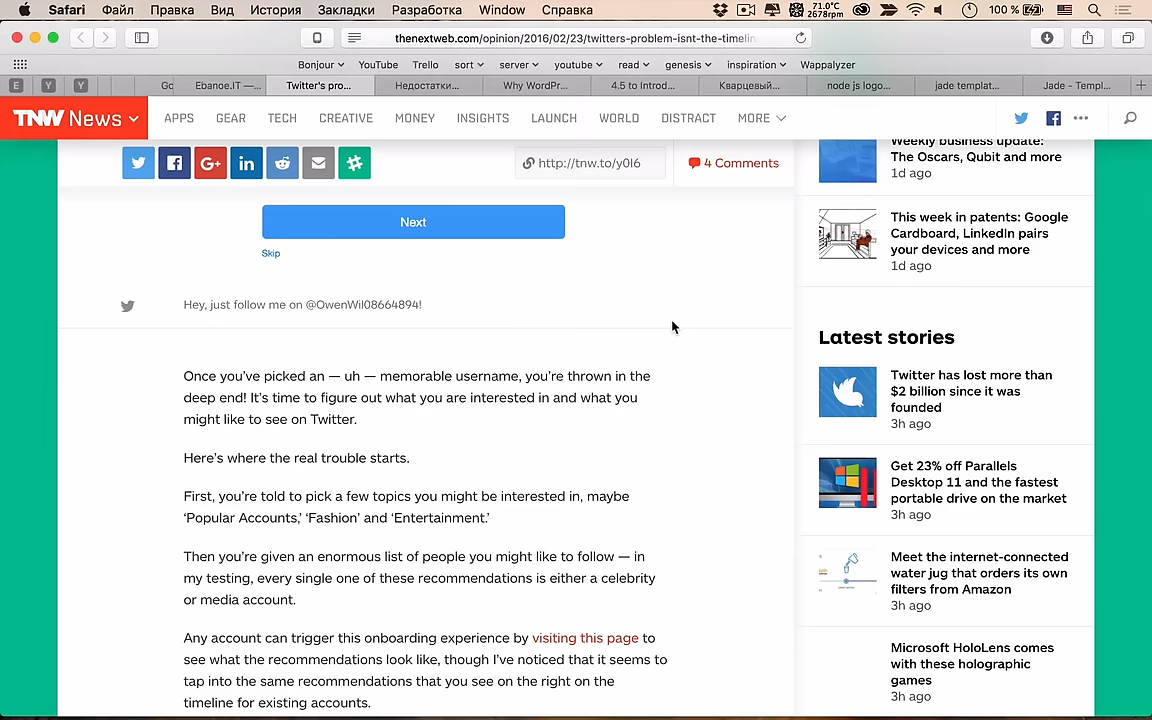 Safari Файл Правка Вид История Закладки Разработка Window Справка 71.0°C 2678rpm 100 %
thenextweb.com/opinion/2016/02/23/twitters-problem-isnt-the-timelin
Bonjour YouTube Trello sort server youtube read genesis inspiration Wappalyzer
E Y Y Gc Ebanoe.IT —... Twitter's pro... Недостатки... Why WordPr... 4.5 to Introd... Кварцевый... node js logo... jade templat... Jade - Templ...
TNW News APPS GEAR TECH CREATIVE MONEY INSIGHTS LAUNCH WORLD DISTRACT MORE
http://tnw.to/y0I6 4 Comments
Next
Skip
Hey, just follow me on @OwenWil08664894!
Once you've picked an — uh — memorable username, you're thrown in the
deep end! It's time to figure out what you are interested in and what you
might like to see on Twitter.
Here's where the real trouble starts.
First, you're told to pick a few topics you might be interested in, maybe
‘Popular Accounts,’ ‘Fashion’ and ‘Entertainment.’
Then you're given an enormous list of people you might like to follow — in
my testing, every single one of these recommendations is either a celebrity
or media account.
Any account can trigger this onboarding experience by visiting this page to
see what the recommendations look like, though I've noticed that it seems to
tap into the same recommendations that you see on the right on the
timeline for existing accounts.
Weekly business update:
The Oscars, Qubit and more
1d ago
This week in patents: Google
Cardboard, LinkedIn pairs
your devices and more
1d ago
Latest stories
Twitter has lost more than
$2 billion since it was
founded
3h ago
Get 23% off Parallels
Desktop 11 and the fastest
portable drive on the market
3h ago
Meet the internet-connected
water jug that orders its own
filters from Amazon
3h ago
Microsoft HoloLens comes
with these holographic
games
3h ago